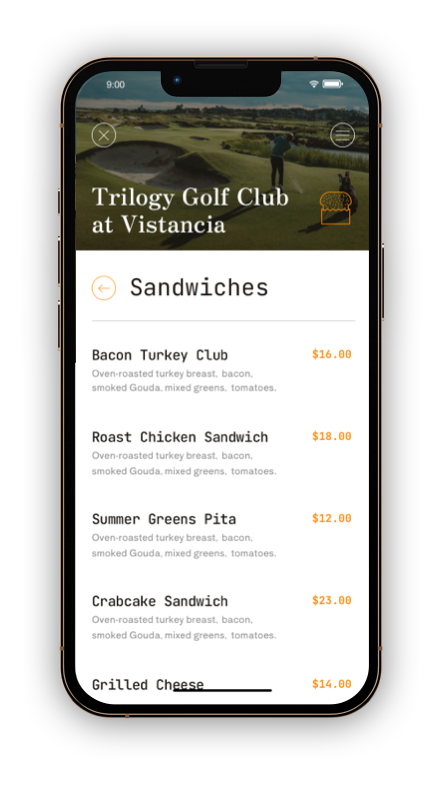 9:00
Trilogy Golf Club
at Vistancia
Sandwiches
Bacon Turkey Club $16.00
Oven-roasted turkey breast, bacon,
smoked Gouda, mixed greens, tomatoes.
Roast Chicken Sandwich $18.00
Oven-roasted turkey breast, bacon,
smoked Gouda, mixed greens, tomatoes.
Summer Greens Pita $12.00
Oven-roasted turkey breast, bacon,
smoked Gouda, mixed greens, tomatoes.
Crabcake Sandwich $23.00
Oven-roasted turkey breast, bacon,
smoked Gouda, mixed greens, tomatoes.
Grilled Cheese $14.00